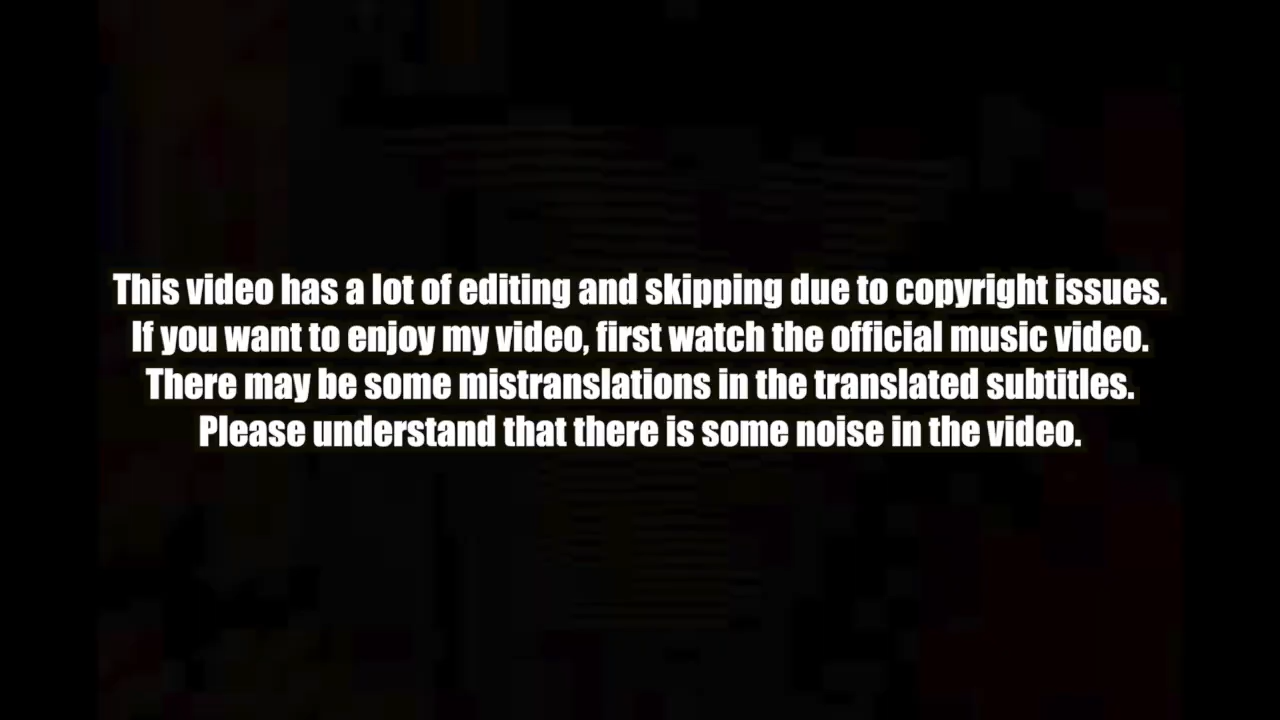 This video has a lot of editing and skipping due to copyright issues.
If you want to enjoy my video, first watch the official music video.
There may be some mistranslations in the translated subtitles.
Please understand that there is some noise in the video.